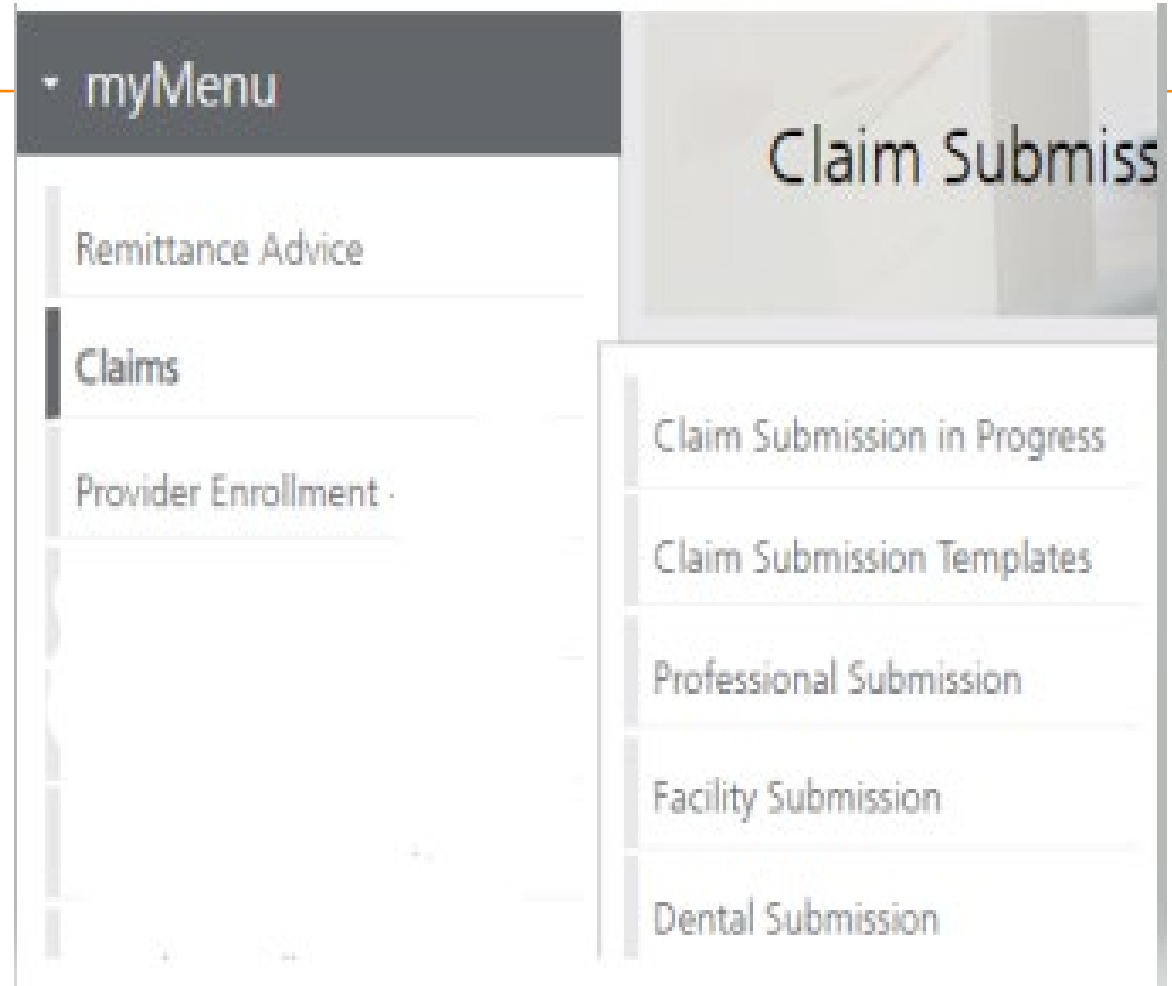 myMenu
Claim Submiss
Remittance Advice
Claims
Provider Enrollment -
Claim Submission in Progress
Claim Submission Templates
Professional Submission
Facility Submission
Dental Submission